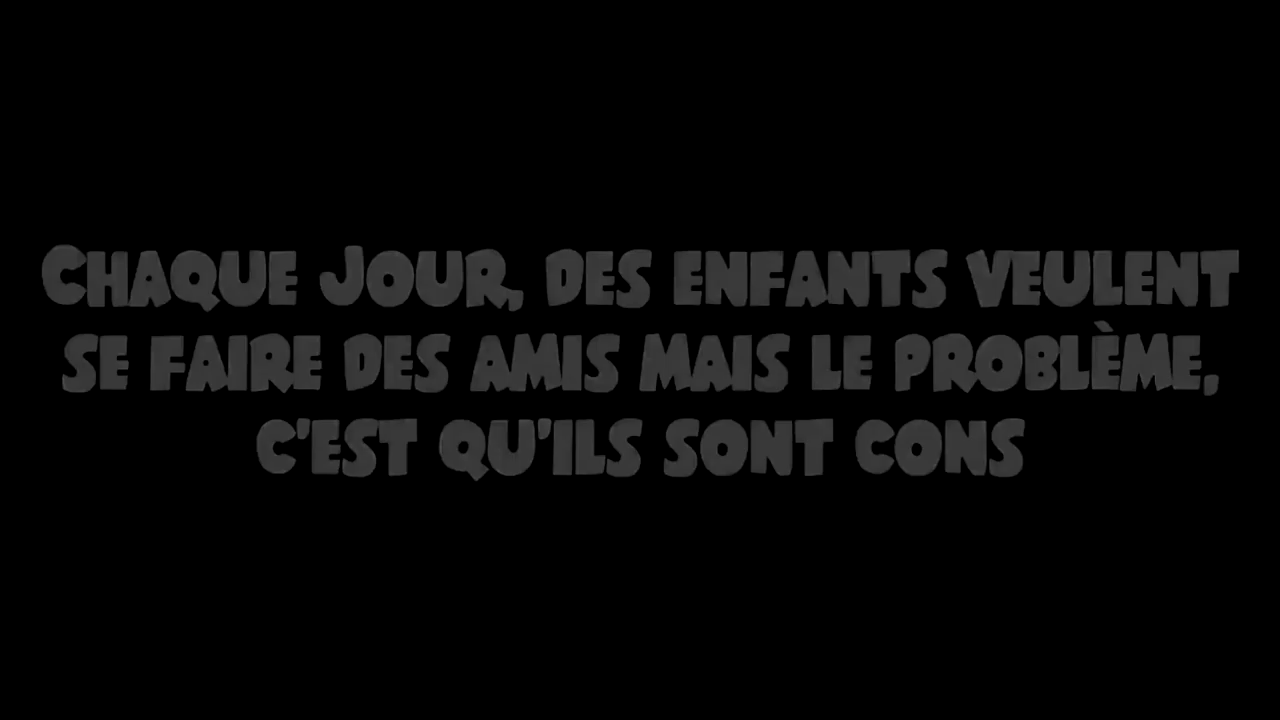 Chaque Jour, des enfants veulent
se faire des amis mais le problème,
c'est qu'ils sont cons